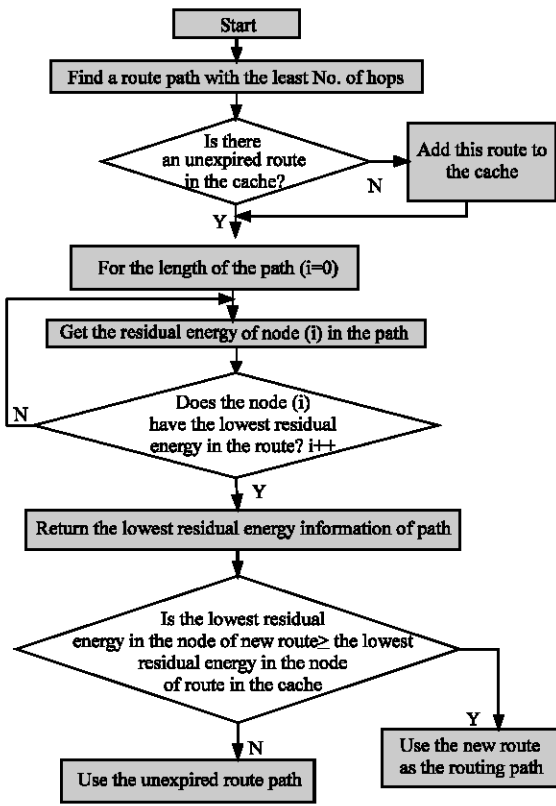 Start
Find a route path with the least No. of hops
Is there
an unexpired route
in the cache?
N
Add this route to
the cache
Y
For the length of the path (i=0)
Get the residual energy of node (i) in the path
Does the node (i)
have the lowest residual
energy in the route? i++
N
Y
Return the lowest residual energy information of path
Is the lowest residual
energy in the node of new route≥ the lowest
residual energy in the node
of route in the cache
Y
N
Use the new route
as the routing path
Use the unexpired route path